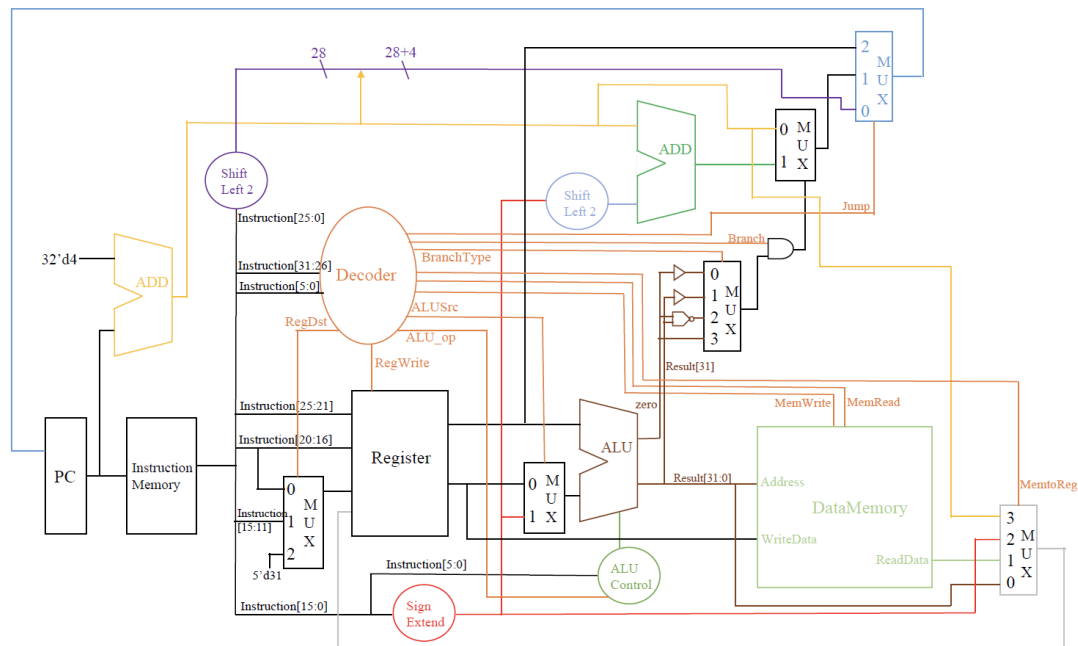 28
28+4
2
M
1
U
X
0
0
M
U
1
X
ADD
Shift
Left 2
Shift
Left 2
Instruction[25:0]
Jump
Branch
32'd4
ADD
Instruction[31:26]
Instruction[5:0]
Decoder
BranchType
0
M
1
U
2
X
3
RegDst
ALUSrc
ALU_op
RegWrite
Result[31]
zero
MemWrite
MemRead
Instruction[25:21]
Instruction[20:16]
Register
ALU
PC
Instruction
Memory
0
M
U
1
X
2
Instruction
[15:11]
5'd31
0
M
U
1
X
Result[31:0]
Address
DataMemory
WriteData
ReadData
MemtoReg
3
2
M
1
U
0
X
Instruction[5:0]
ALU
Control
Instruction[15:0]
Sign
Extend